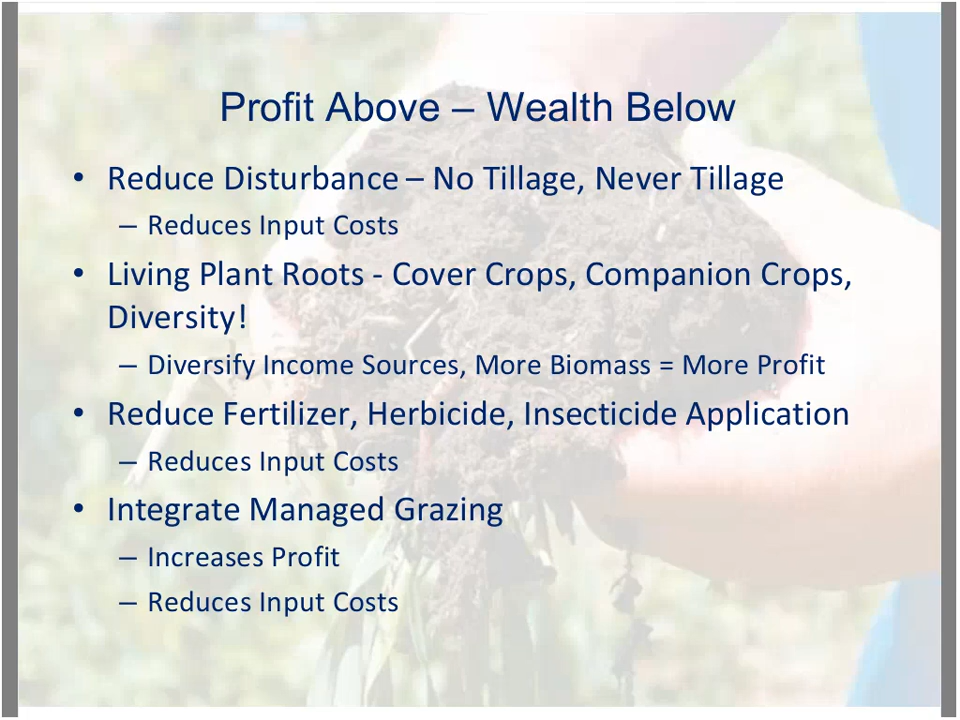 Profit Above – Wealth Below
• Reduce Disturbance – No Tillage, Never Tillage
– Reduces Input Costs
• Living Plant Roots - Cover Crops, Companion Crops,
Diversity!
– Diversify Income Sources, More Biomass = More Profit
• Reduce Fertilizer, Herbicide, Insecticide Application
– Reduces Input Costs
• Integrate Managed Grazing
– Increases Profit
– Reduces Input Costs